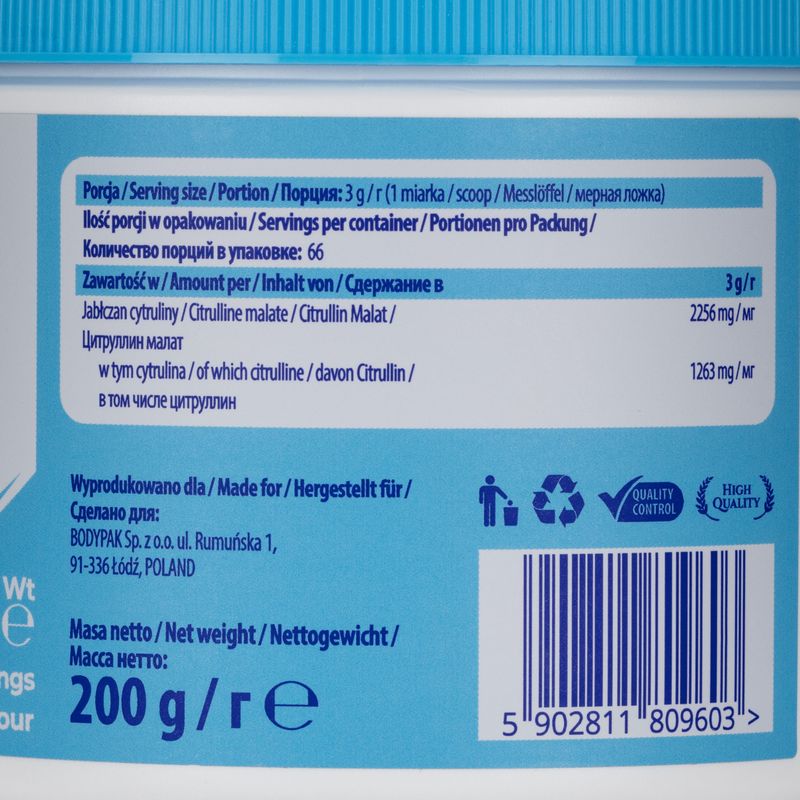 Porcja / Serving size / Portion / Порция: 3 g / г (1 miarka / scoop / Messlöffel / мерная ложка)
Ilość porcji w opakowaniu / Servings per container / Portionen pro Packung /
Количество порций в упаковке: 66
Zawartość w / Amount per / Inhalt von / Сдержание в 3 g / г
Jabłczan cytruliny / Citrulline malate / Citrullin Malat / 2256 mg / мг
Цитруллин малат
w tym cytrulina / of which citrulline / davon Citrullin / 1263 mg / мг
в том числе цитруллин
Wyprodukowano dla / Made for / Hergestellt für /
Сделано для:
BODYPAK Sp. z o.o. ul. Rumuńska 1,
91-336 Łódź, POLAND
QUALITY
CONTROL
HIGH
QUALITY
Wt
e
ngs
our
Masa netto / Net weight / Nettogewicht /
Масса нетто:
200 g / г ℮
5 902811 809603 >